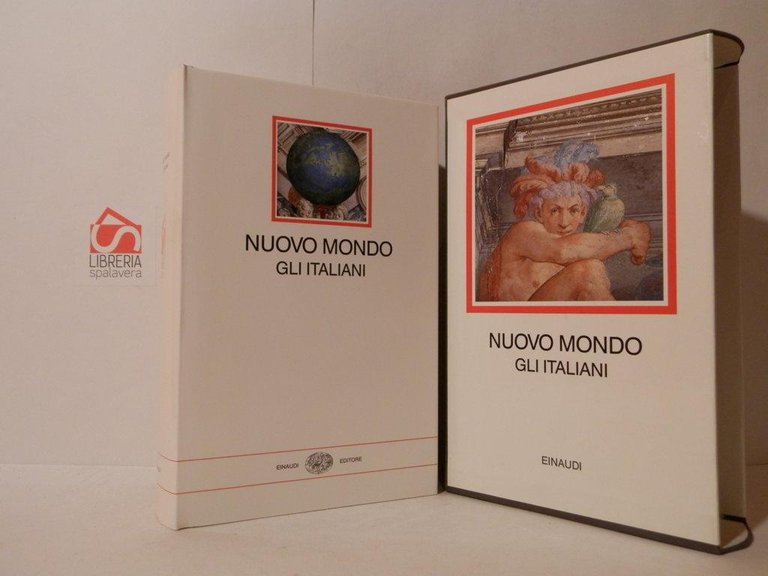 LIBRERIA
spalavera
NUOVO MONDO
GLI ITALIANI
EINAUDI EDITORE
NUOVO MONDO
GLI ITALIANI
EINAUDI